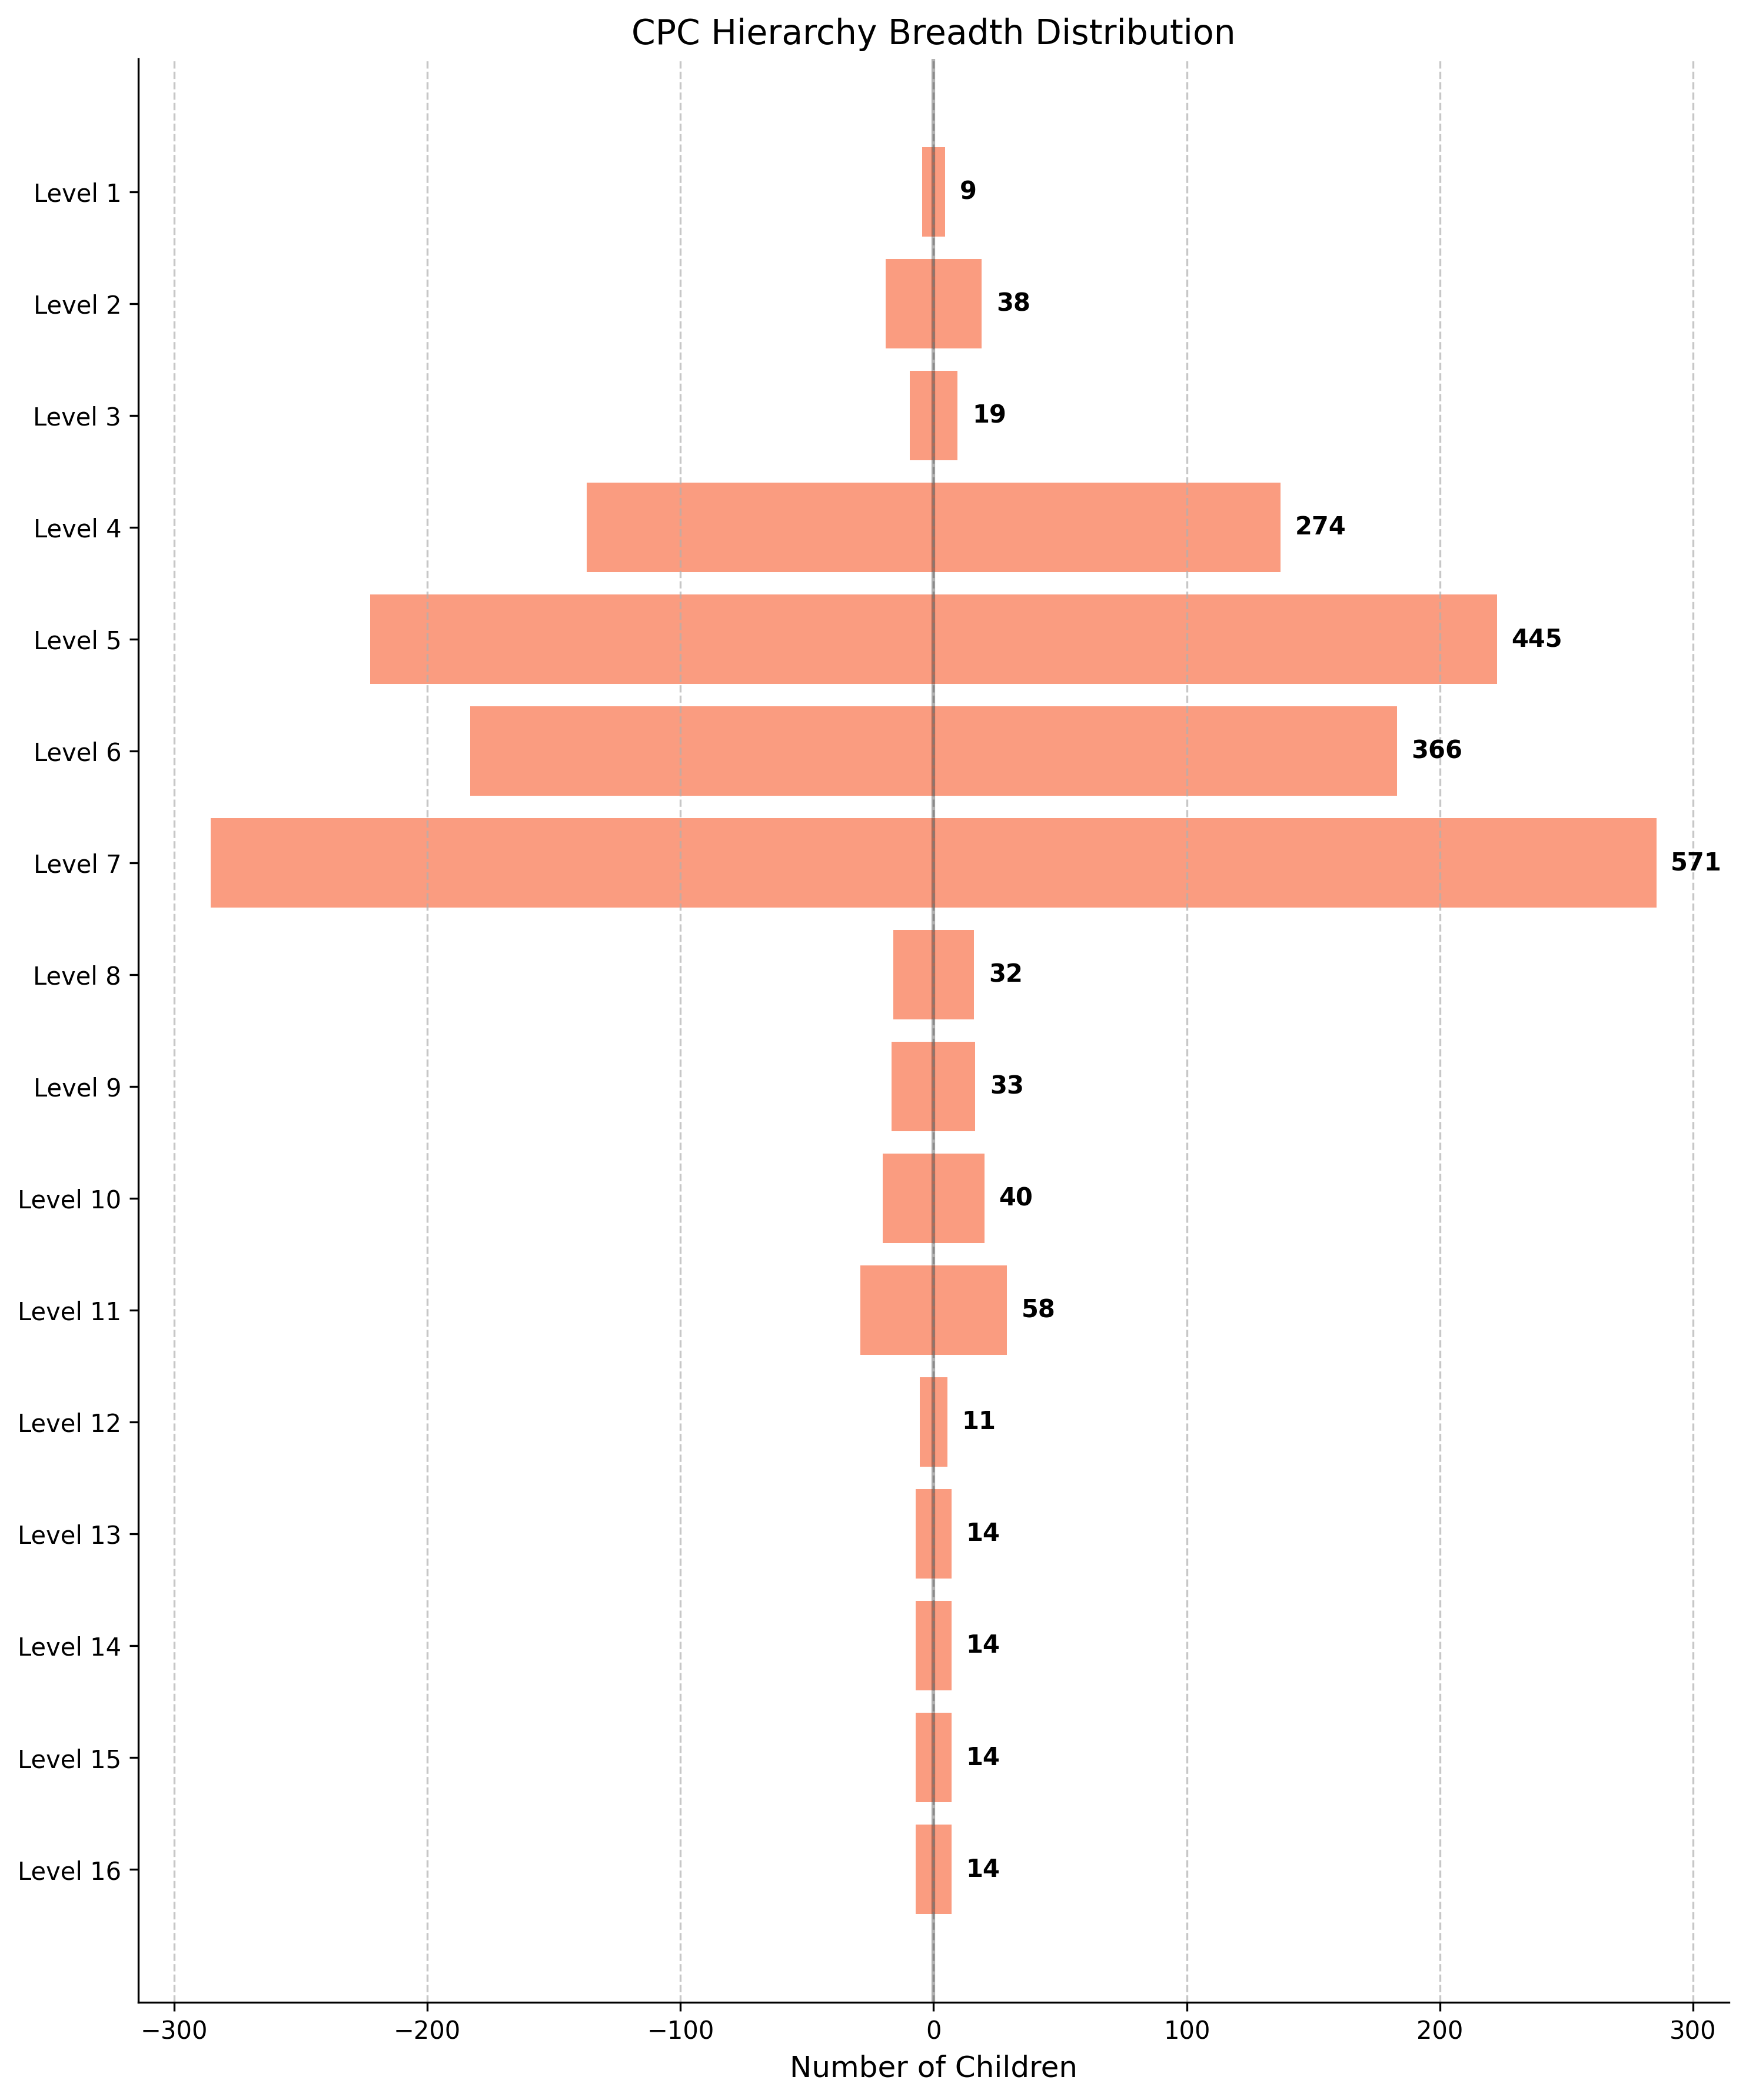 CPC Hierarchy Breadth Distribution
Level 1 9
Level 2 38
Level 3 19
Level 4 274
Level 5 445
Level 6 366
Level 7 571
Level 8 32
Level 9 33
Level 10 40
Level 11 58
Level 12 11
Level 13 14
Level 14 14
Level 15 14
Level 16 14
−300 −200 −100 0 100 200 300
Number of Children